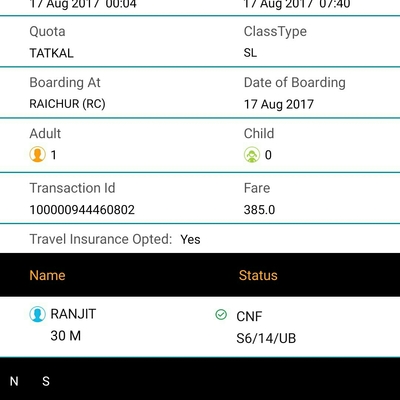 17 Aug 2017 00:04 17 Aug 2017 07:40
Quota ClassType
TATKAL SL
Boarding At Date of Boarding
RAICHUR (RC) 17 Aug 2017
Adult Child
1 0
Transaction Id Fare
100000944460802 385.0
Travel Insurance Opted: Yes
Name Status
RANJIT CNF
30 M S6/14/UB
N S